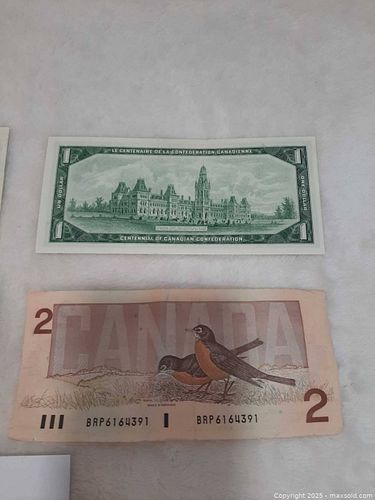 LE CENTENAIRE DE LA CONFÉDÉRATION CANADIENNE
1 1
UN DOLLAR
ONE DOLLAR
1 1
CENTENNIAL OF CANADIAN CONFEDERATION
2 CANADA
BRP6164391 BRP6164391 2
Copyright © 2025 - maxsold.com